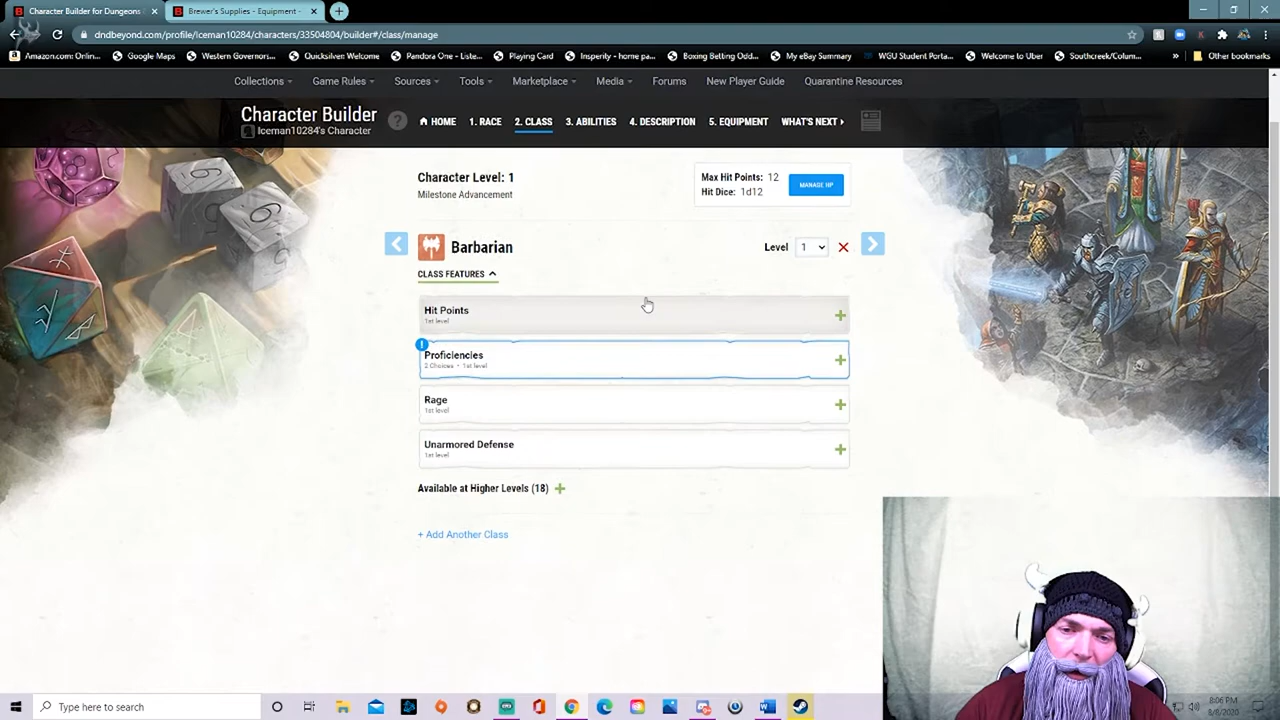 Character Builder for Dungeons
Brewer's Supplies - Equipment -
dndbeyond.com/profile/Iceman10284/characters/33504804/builder#/class/manage
Amazon.com: Onlin...
Google Maps
Western Governors...
Quicksilver: Welcome
Pandora One - Liste...
Playing Card
Insperity - home pa...
Boxing Betting Odd...
My eBay Summary
WGU Student Porta...
Welcome to Uber
Southcreek/Colum...
»
Other bookmarks
Collections
Game Rules
Sources
Tools
Marketplace
Media
Forums
New Player Guide
Quarantine Resources
Character Builder
Iceman10284's Character
?
HOME
1. RACE
2. CLASS
3. ABILITIES
4. DESCRIPTION
5. EQUIPMENT
WHAT'S NEXT
Character Level: 1
Milestone Advancement
Max Hit Points: 12
Hit Dice: 1d12
MANAGE HP
Barbarian
Level 1
CLASS FEATURES
Hit Points
1st level
!
Proficiencies
2 Choices • 1st level
Rage
1st level
Unarmored Defense
1st level
Available at Higher Levels (18)
+ Add Another Class
Type here to search
8:06 PM
8/8/2020